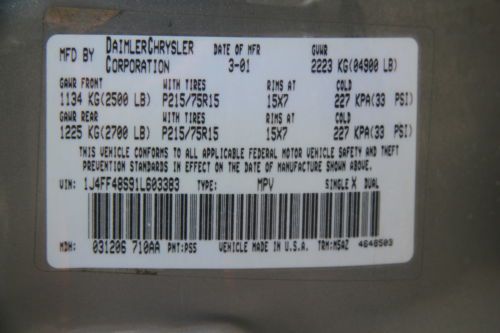 MFD BY DAIMLERCHRYSLER CORPORATION DATE OF MFR 3-01 GVWR 2223 KG(04900 LB)
GAWR FRONT WITH TIRES RIMS AT COLD
1134 KG(2500 LB) P215/75R15 15X7 227 KPA(33 PSI)
GAWR REAR WITH TIRES RIMS AT COLD
1225 KG(2700 LB) P215/75R15 15X7 227 KPA(33 PSI)
THIS VEHICLE CONFORMS TO ALL APPLICABLE FEDERAL MOTOR VEHICLE SAFETY AND THEFT
PREVENTION STANDARDS IN EFFECT ON THE DATE OF MANUFACTURE SHOWN ABOVE.
VIN: 1J4FF48S91L603383 TYPE: MPV SINGLE X DUAL
MDH: 031206 710AA PNT:PSS VEHICLE MADE IN U.S.A. TRM:M5AZ 4648503